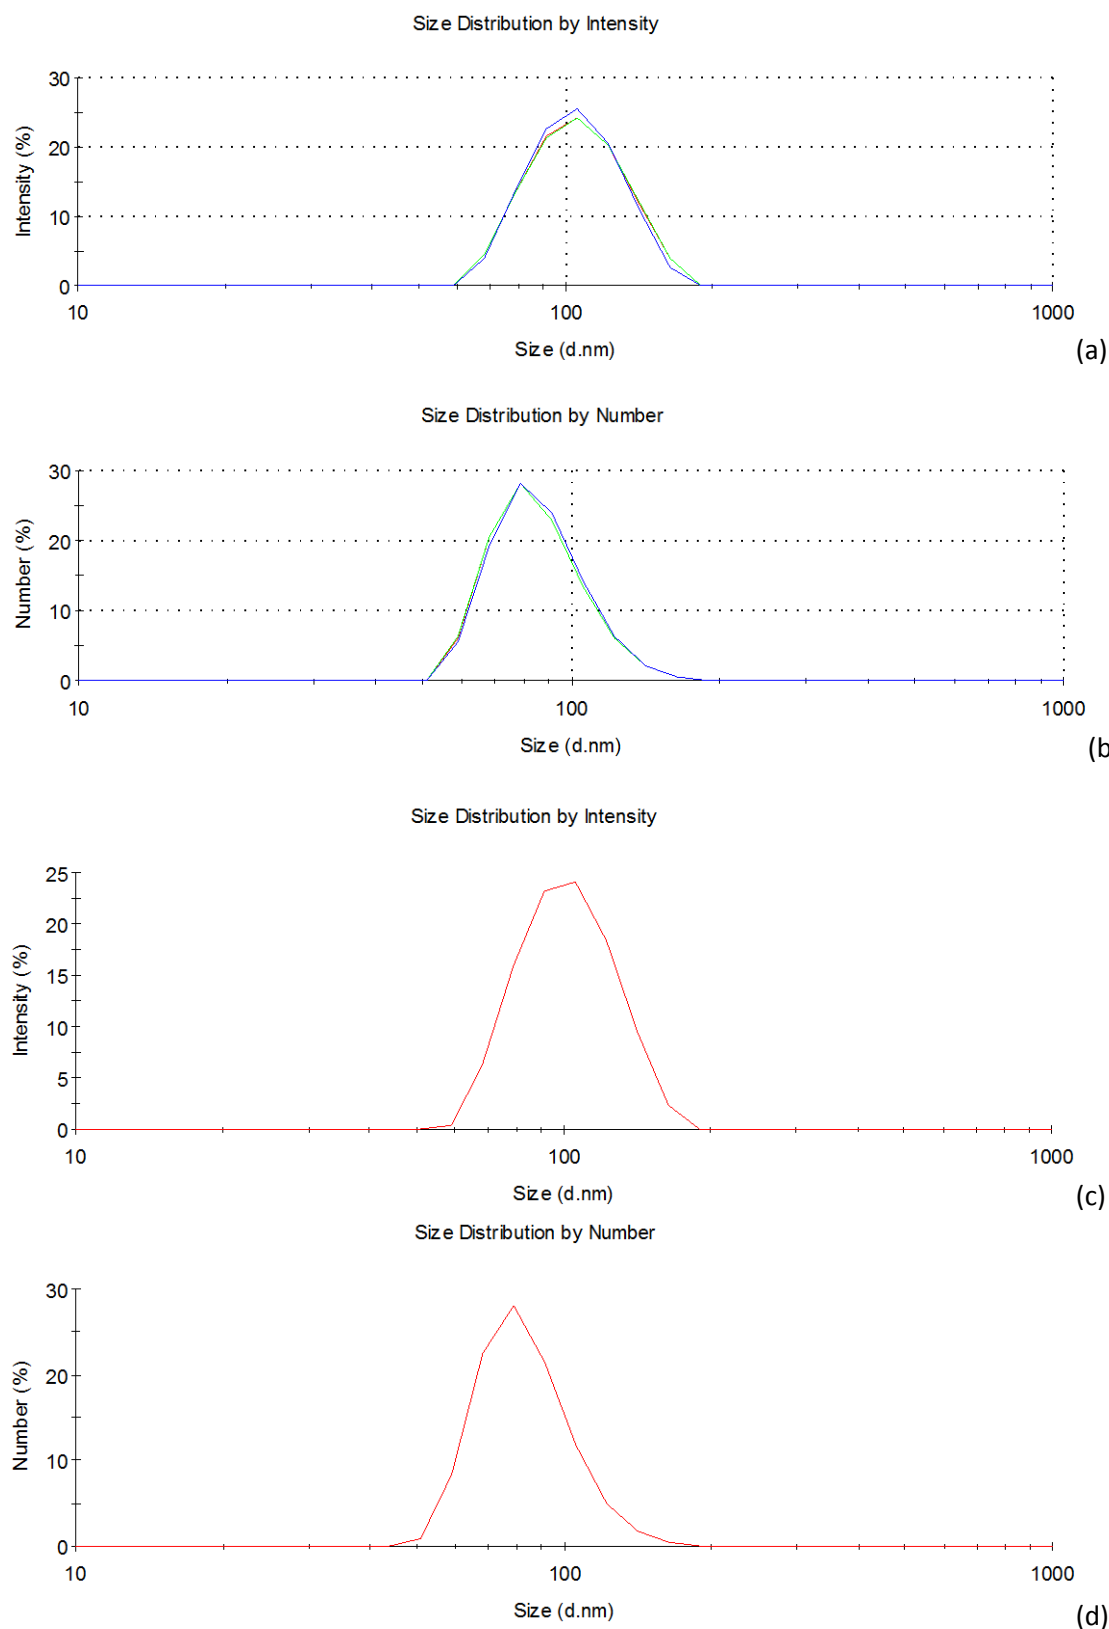 Size Distribution by Intensity
30
20
10
0
Intensity (%)
10 100 1000
Size (d.nm)
(a)
Size Distribution by Number
30
20
10
0
Number (%)
10 100 1000
Size (d.nm)
(b
Size Distribution by Intensity
25
20
15
10
5
0
Intensity (%)
10 100 1000
Size (d.nm)
(c)
Size Distribution by Number
30
20
10
0
Number (%)
10 100 1000
Size (d.nm)
(d)